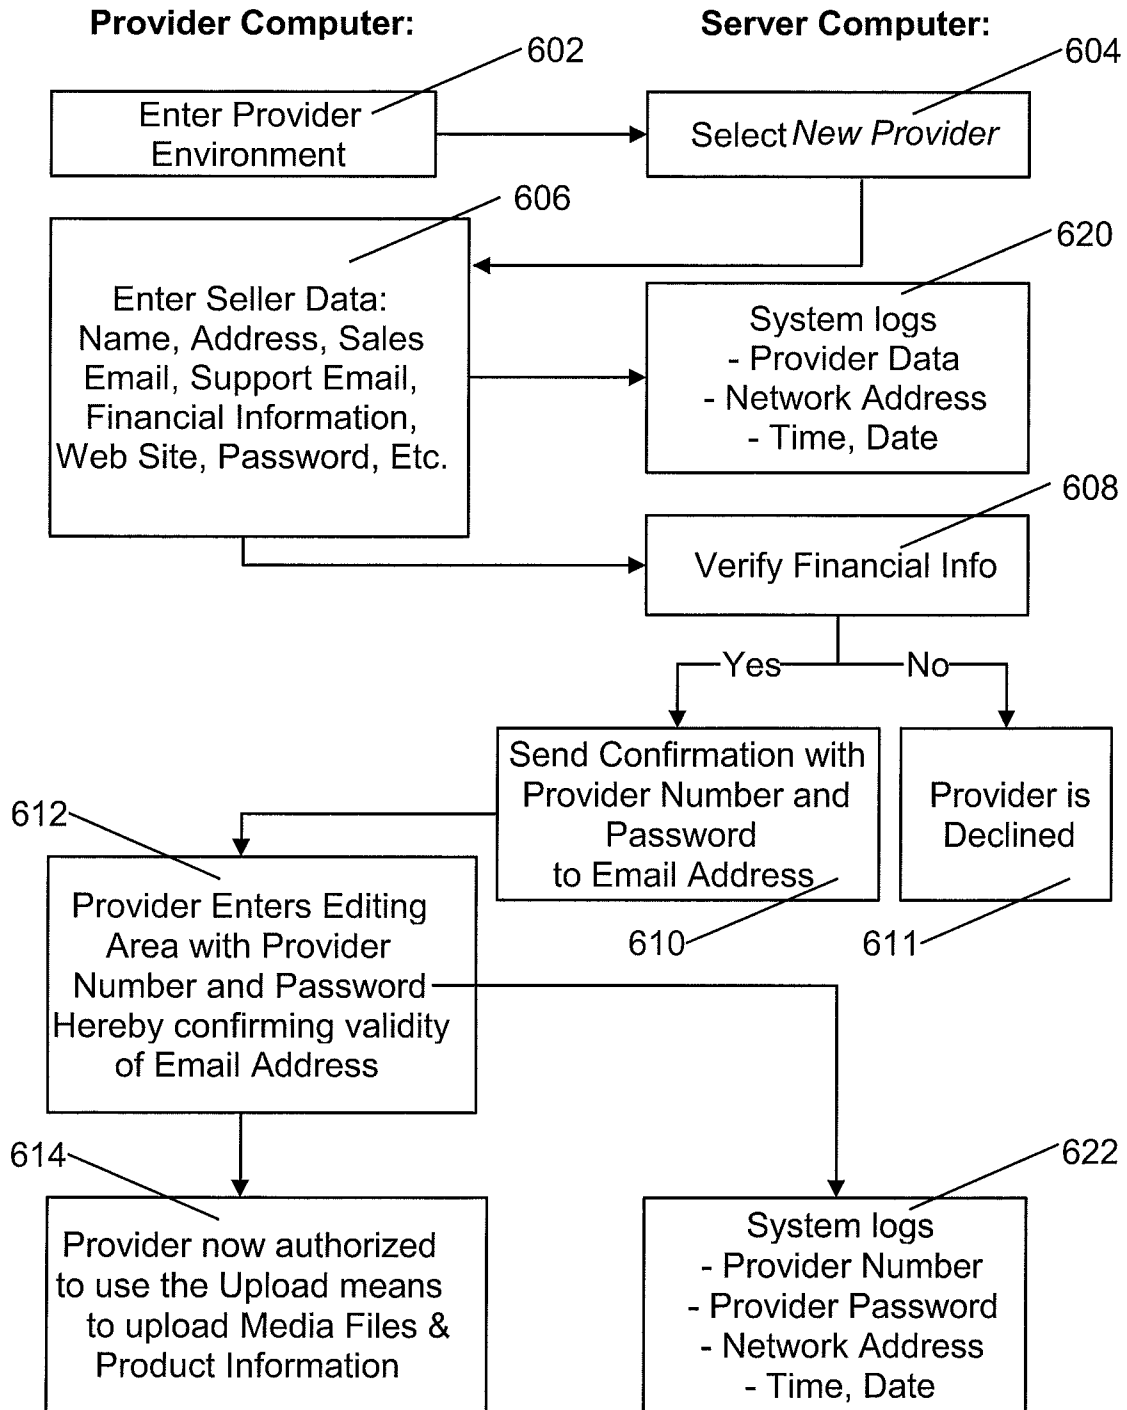 Provider Computer:
Server Computer:
602
604
Enter Provider
Environment
Select New Provider
606
620
Enter Seller Data:
Name, Address, Sales
Email, Support Email,
Financial Information,
Web Site, Password, Etc.
System logs
- Provider Data
- Network Address
- Time, Date
608
Verify Financial Info
Yes
No
Send Confirmation with
Provider Number and
Password
to Email Address
Provider is
Declined
612
610
611
Provider Enters Editing
Area with Provider
Number and Password
Hereby confirming validity
of Email Address
614
622
Provider now authorized
to use the Upload means
to upload Media Files &
Product Information
System logs
- Provider Number
- Provider Password
- Network Address
- Time, Date